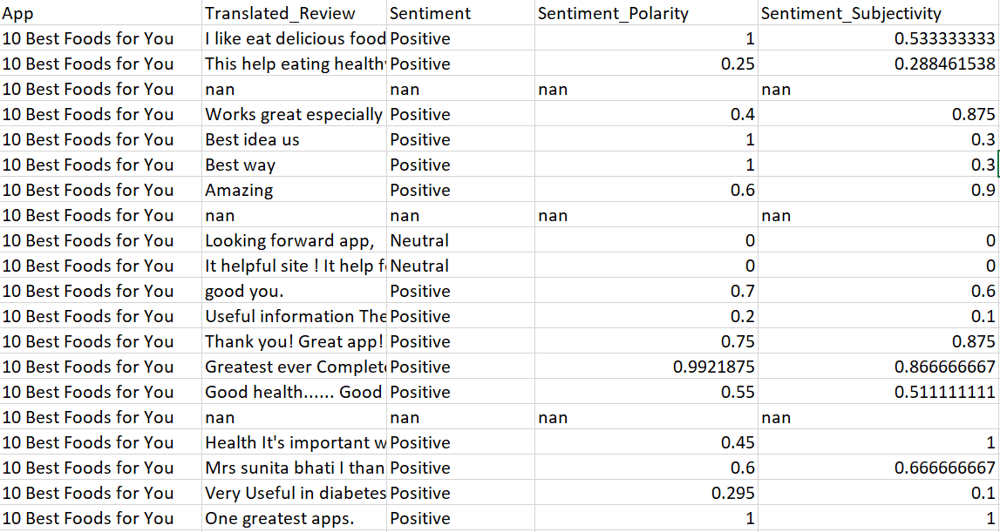 App Translated_Review Sentiment Sentiment_Polarity Sentiment_Subjectivity
10 Best Foods for You I like eat delicious food Positive 1 0.533333333
10 Best Foods for You This help eating healthy Positive 0.25 0.288461538
10 Best Foods for You nan nan nan nan
10 Best Foods for You Works great especially Positive 0.4 0.875
10 Best Foods for You Best idea us Positive 1 0.3
10 Best Foods for You Best way Positive 1 0.3
10 Best Foods for You Amazing Positive 0.6 0.9
10 Best Foods for You nan nan nan nan
10 Best Foods for You Looking forward app, Neutral 0 0
10 Best Foods for You It helpful site ! It help f Neutral 0 0
10 Best Foods for You good you. Positive 0.7 0.6
10 Best Foods for You Useful information The Positive 0.2 0.1
10 Best Foods for You Thank you! Great app! Positive 0.75 0.875
10 Best Foods for You Greatest ever Complet Positive 0.9921875 0.866666667
10 Best Foods for You Good health...... Good Positive 0.55 0.511111111
10 Best Foods for You nan nan nan nan
10 Best Foods for You Health It's important w Positive 0.45 1
10 Best Foods for You Mrs sunita bhati I than Positive 0.6 0.666666667
10 Best Foods for You Very Useful in diabetes Positive 0.295 0.1
10 Best Foods for You One greatest apps. Positive 1 1